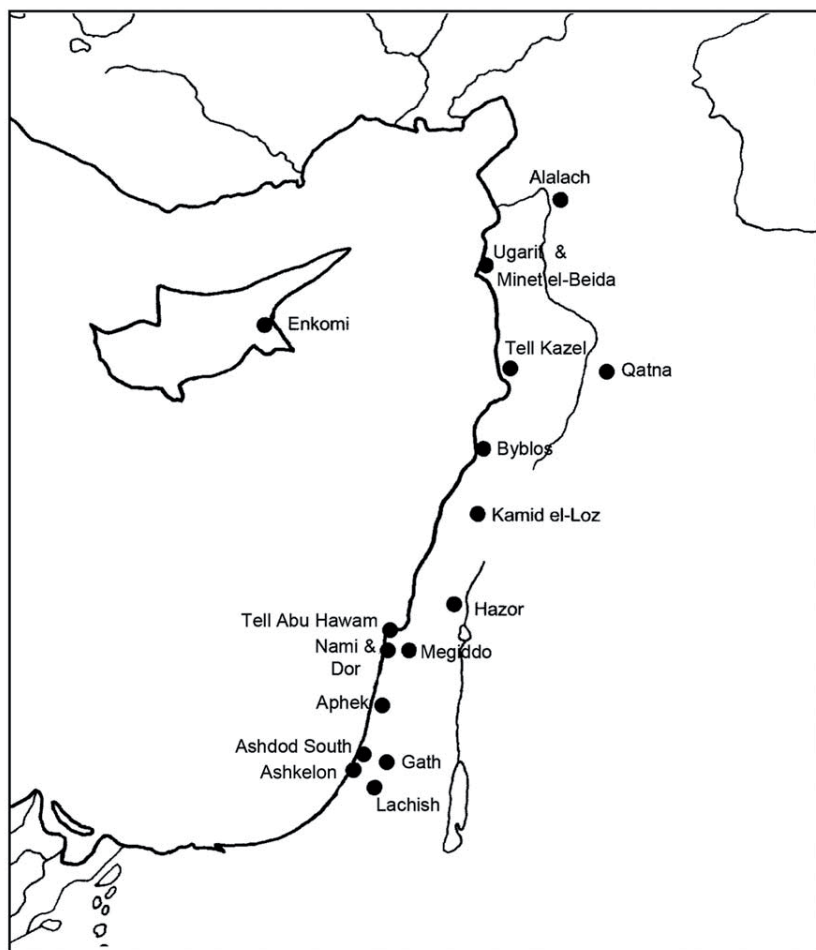 Alalach
Ugarit &
Minet el-Beida
Enkomi
Tell Kazel
Qatna
Byblos
Kamid el-Loz
Hazor
Tell Abu Hawam
Nami &
Dor
Megiddo
Aphek
Ashdod South
Gath
Ashkelon
Lachish